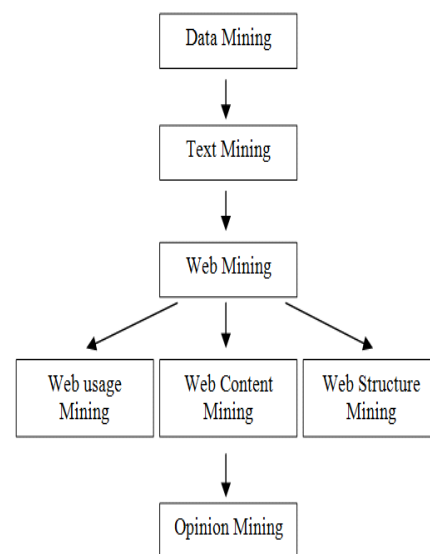 Data Mining
Text Mining
Web Mining
Web usage
Mining
Web Content
Mining
Web Structure
Mining
Opinion Mining